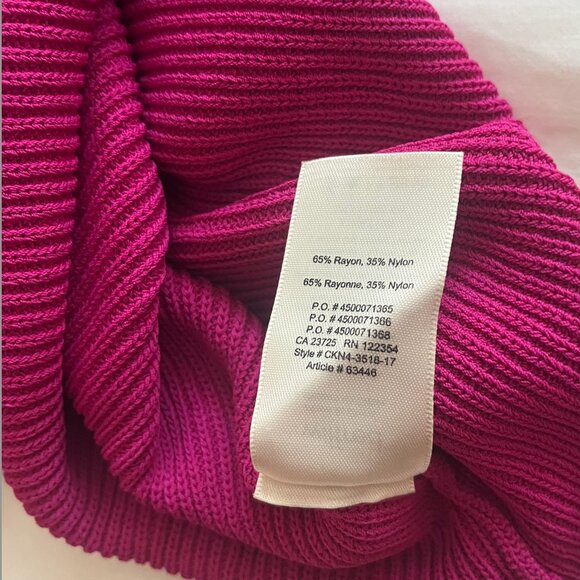 65% Rayon, 35% Nylon
65% Rayonne, 35% Nylon
P.O. # 4500071365
P.O. # 4500071366
P.O. # 4500071368
CA 23725 RN 122354
Style # CKN4-3518-17
Article # 63446